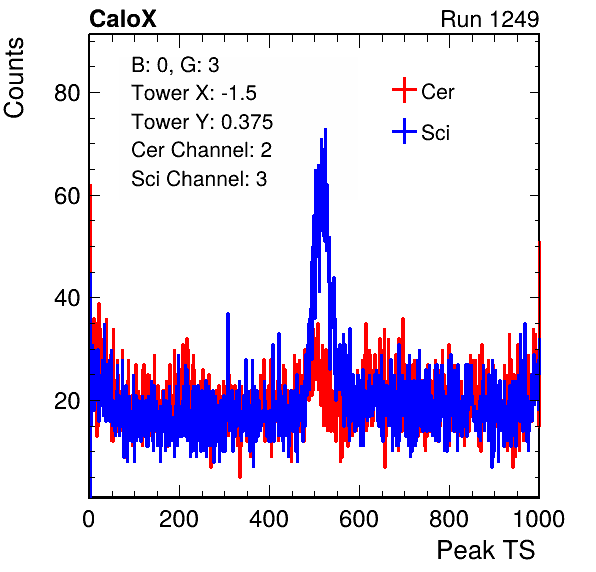 CaloX Run 1249
Counts
B: 0, G: 3
Tower X: -1.5
Tower Y: 0.375
Cer Channel: 2
Sci Channel: 3
Cer
Sci
80
60
40
20
0 200 400 600 800 1000
Peak TS